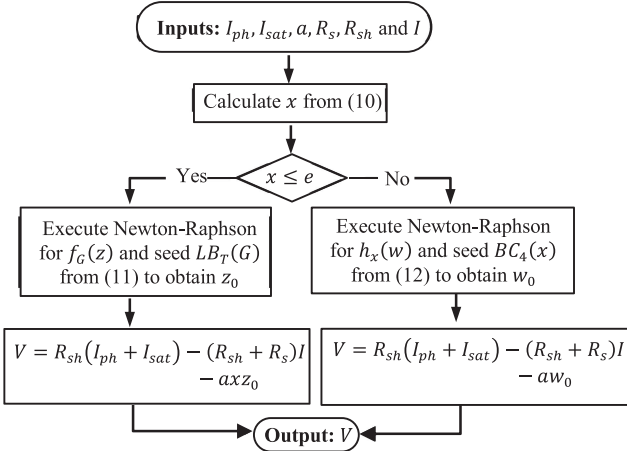 Inputs: I_{ph}, I_{sat}, a, R_s, R_{sh} and I
Calculate x from (10)
x ≤ e
Yes
No
Execute Newton-Raphson
for f_G(z) and seed LB_T(G)
from (11) to obtain z_0
Execute Newton-Raphson
for h_x(w) and seed BC_4(x)
from (12) to obtain w_0
V = R_{sh}(I_{ph} + I_{sat}) − (R_{sh} + R_s)I
− axz_0
V = R_{sh}(I_{ph} + I_{sat}) − (R_{sh} + R_s)I
− aw_0
Output: V